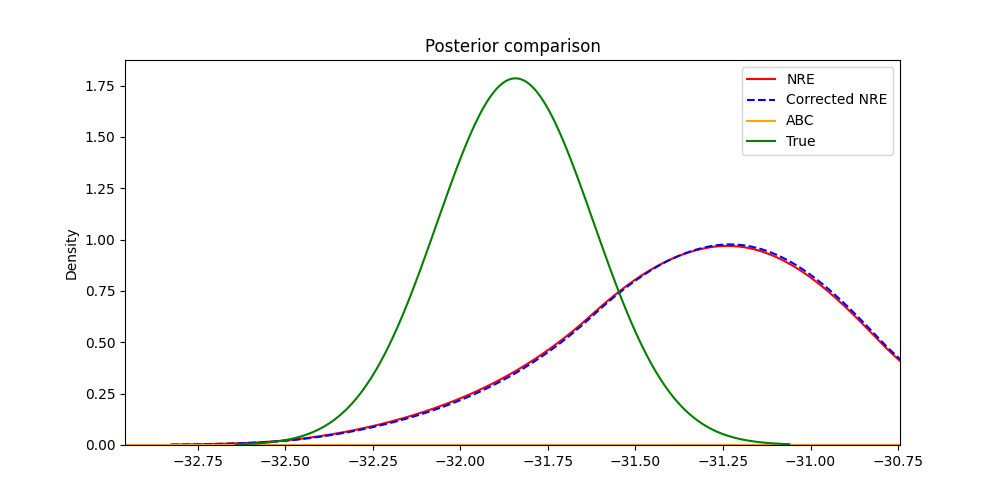 Posterior comparison
NRE
Corrected NRE
ABC
True
Density
1.75
1.50
1.25
1.00
0.75
0.50
0.25
0.00
−32.75 −32.50 −32.25 −32.00 −31.75 −31.50 −31.25 −31.00 −30.75